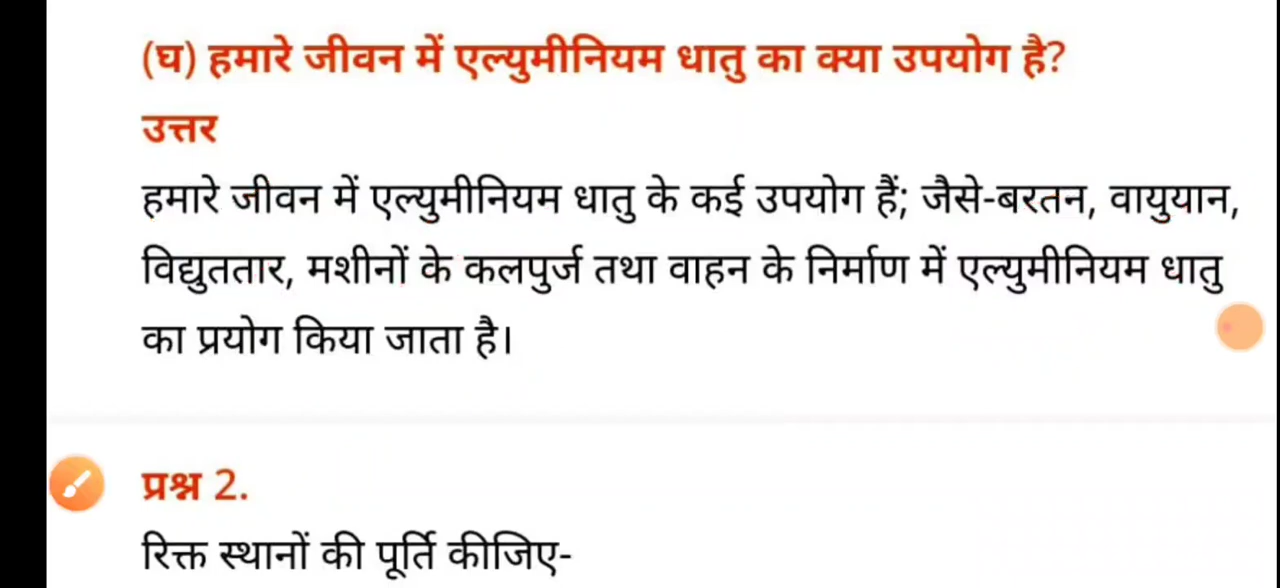 (घ) हमारे जीवन में एल्युमीनियम धातु का क्या उपयोग है?
उत्तर
हमारे जीवन में एल्युमीनियम धातु के कई उपयोग हैं; जैसे-बरतन, वायुयान,
विद्युततार, मशीनों के कलपुर्ज तथा वाहन के निर्माण में एल्युमीनियम धातु
का प्रयोग किया जाता है।
प्रश्न 2.
रिक्त स्थानों की पूर्ति कीजिए-